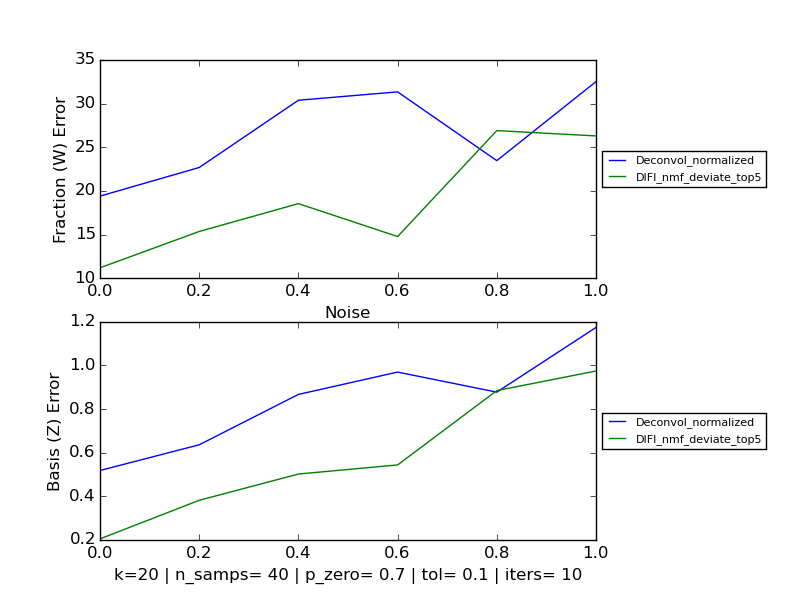 35
30
25
20
15
10
Fraction (W) Error
0.0 0.2 0.4 0.6 0.8 1.0
Noise
Deconvol_normalized
DIFI_nmf_deviate_top5
1.2
1.0
0.8
0.6
0.4
0.2
Basis (Z) Error
0.0 0.2 0.4 0.6 0.8 1.0
k=20 | n_samps= 40 | p_zero= 0.7 | tol= 0.1 | iters= 10
Deconvol_normalized
DIFI_nmf_deviate_top5